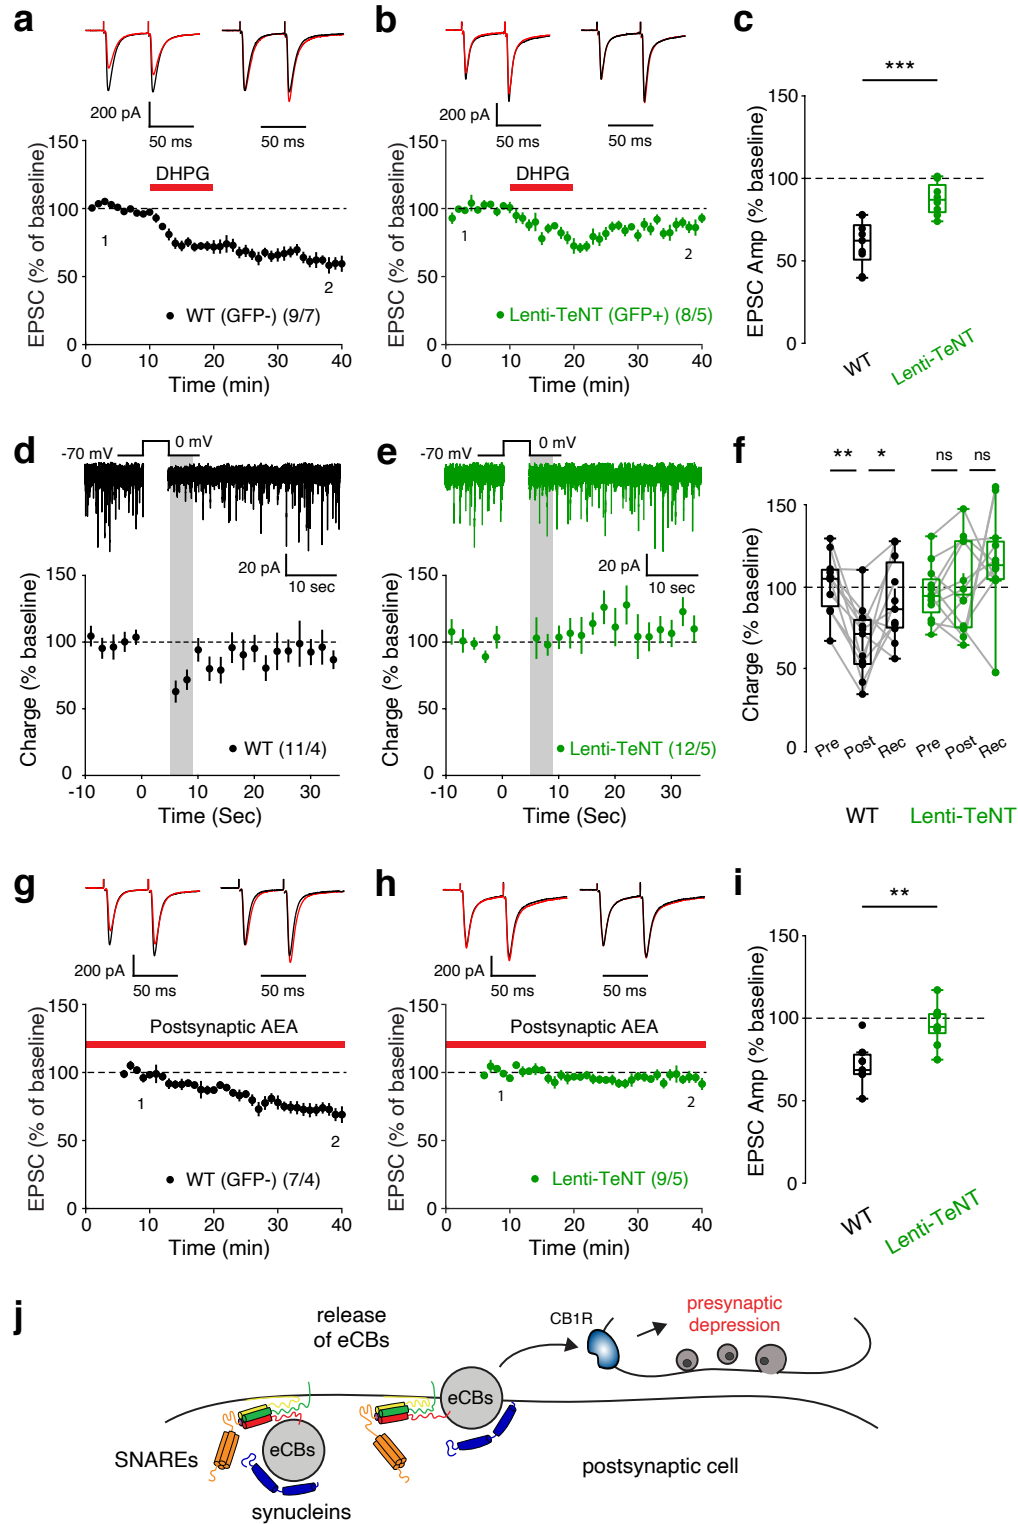 a
200 pA
50 ms
50 ms
EPSC (% of baseline)
150
100
50
0
DHPG
1
2
WT (GFP-) (9/7)
0 10 20 30 40
Time (min)
b
200 pA
50 ms
50 ms
EPSC (% of baseline)
150
100
50
0
DHPG
1
2
Lenti-TeNT (GFP+) (8/5)
0 10 20 30 40
Time (min)
c
***
EPSC Amp (% baseline)
150
100
50
0
WT
Lenti-TeNT
d
-70 mV
0 mV
20 pA
10 sec
Charge (% baseline)
150
100
50
0
WT (11/4)
-10 0 10 20 30
Time (Sec)
e
-70 mV
0 mV
20 pA
10 sec
Charge (% baseline)
150
100
50
0
Lenti-TeNT (12/5)
-10 0 10 20 30
Time (Sec)
f
** * ns ns
Charge (% baseline)
150
100
50
0
Pre Post Rec Pre Post Rec
WT Lenti-TeNT
g
200 pA
50 ms
50 ms
EPSC (% of baseline)
150
100
50
0
Postsynaptic AEA
1
2
WT (GFP-) (7/4)
0 10 20 30 40
Time (min)
h
200 pA
50 ms
50 ms
EPSC (% of baseline)
150
100
50
0
Postsynaptic AEA
1
2
Lenti-TeNT (9/5)
0 10 20 30 40
Time (min)
i
**
EPSC Amp (% baseline)
150
100
50
0
WT
Lenti-TeNT
j
release
of eCBs
CB1R
presynaptic
depression
eCBs
eCBs
SNAREs
synucleins
postsynaptic cell